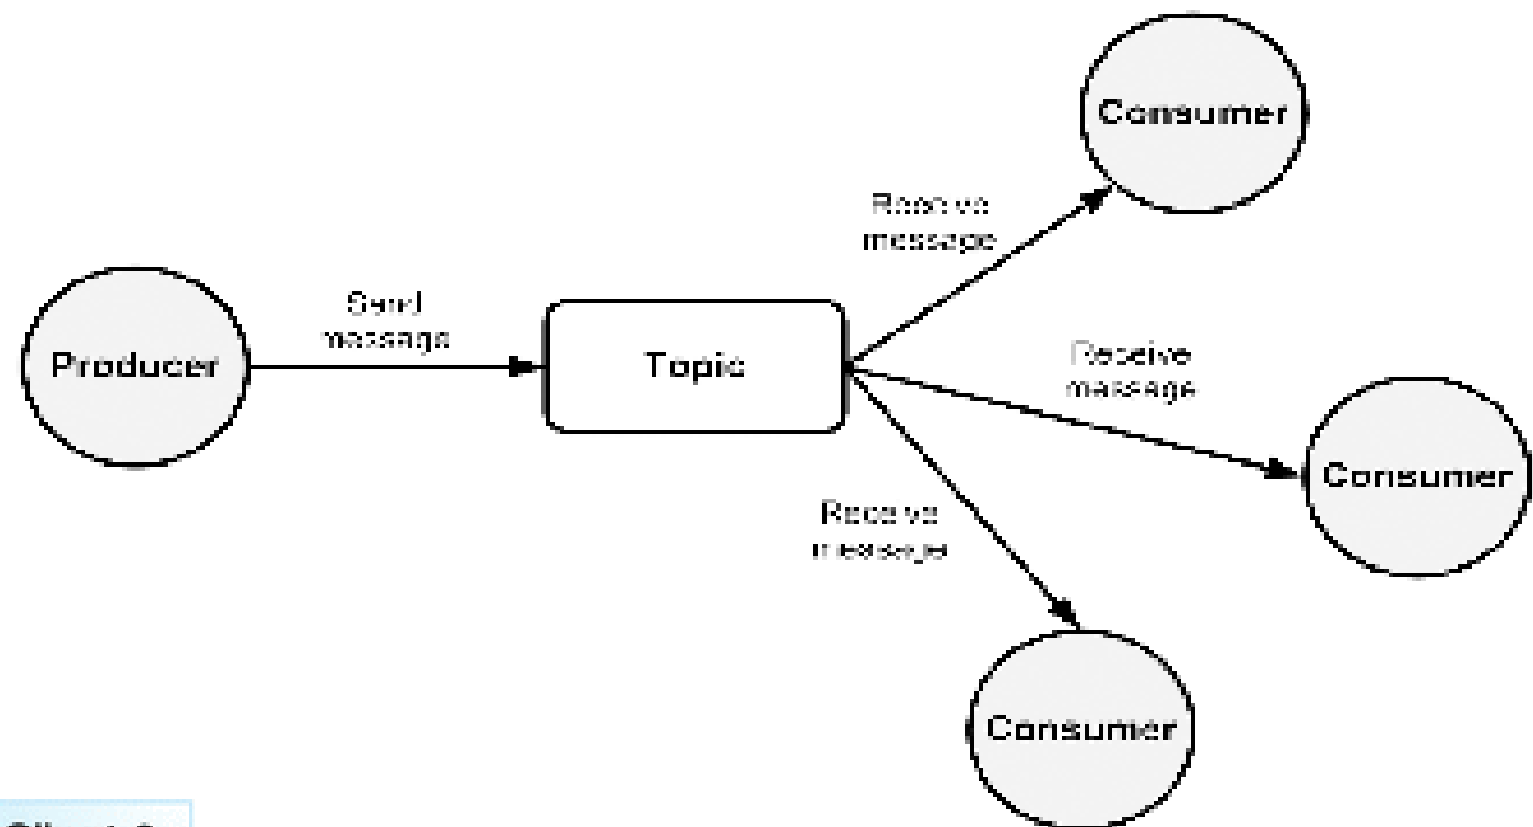 Consumer
Receive
message
Send
message
Producer
Topic
Receive
message
Consumer
Receive
message
Consumer